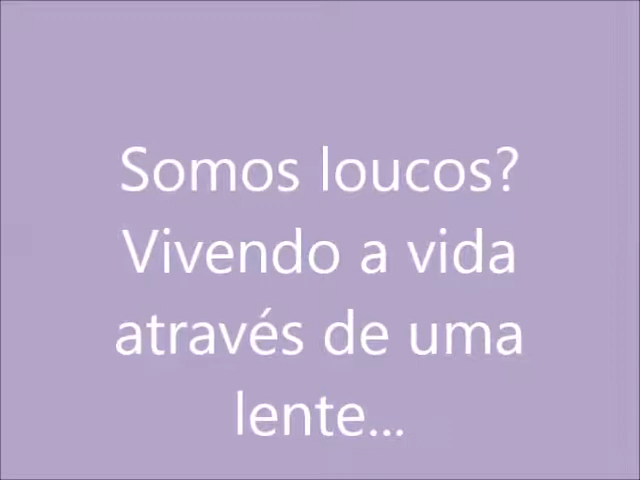 Somos loucos?
Vivendo a vida
através de uma
lente...